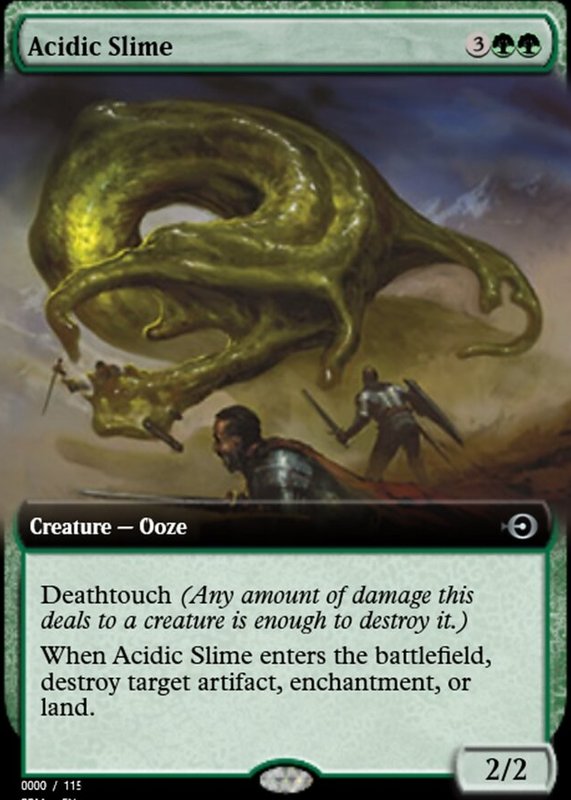 Acidic Slime 3
Creature — Ooze
Deathtouch (Any amount of damage this
deals to a creature is enough to destroy it.)
When Acidic Slime enters the battlefield,
destroy target artifact, enchantment, or
land.
2/2
0000 / 115